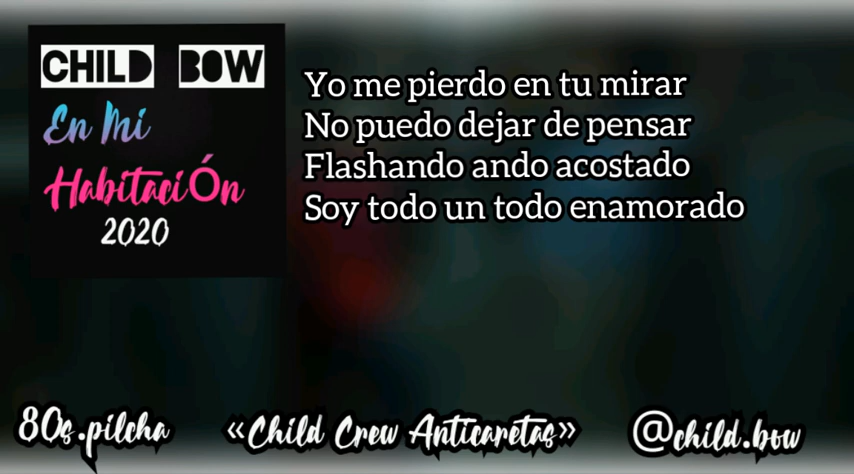 CHILD BOW
En Mi
HabitaciÓn
2020
Yo me pierdo en tu mirar
No puedo dejar de pensar
Flashando ando acostado
Soy todo un todo enamorado
80s.pilcha «Child Crew Anticaretas» @child.bow